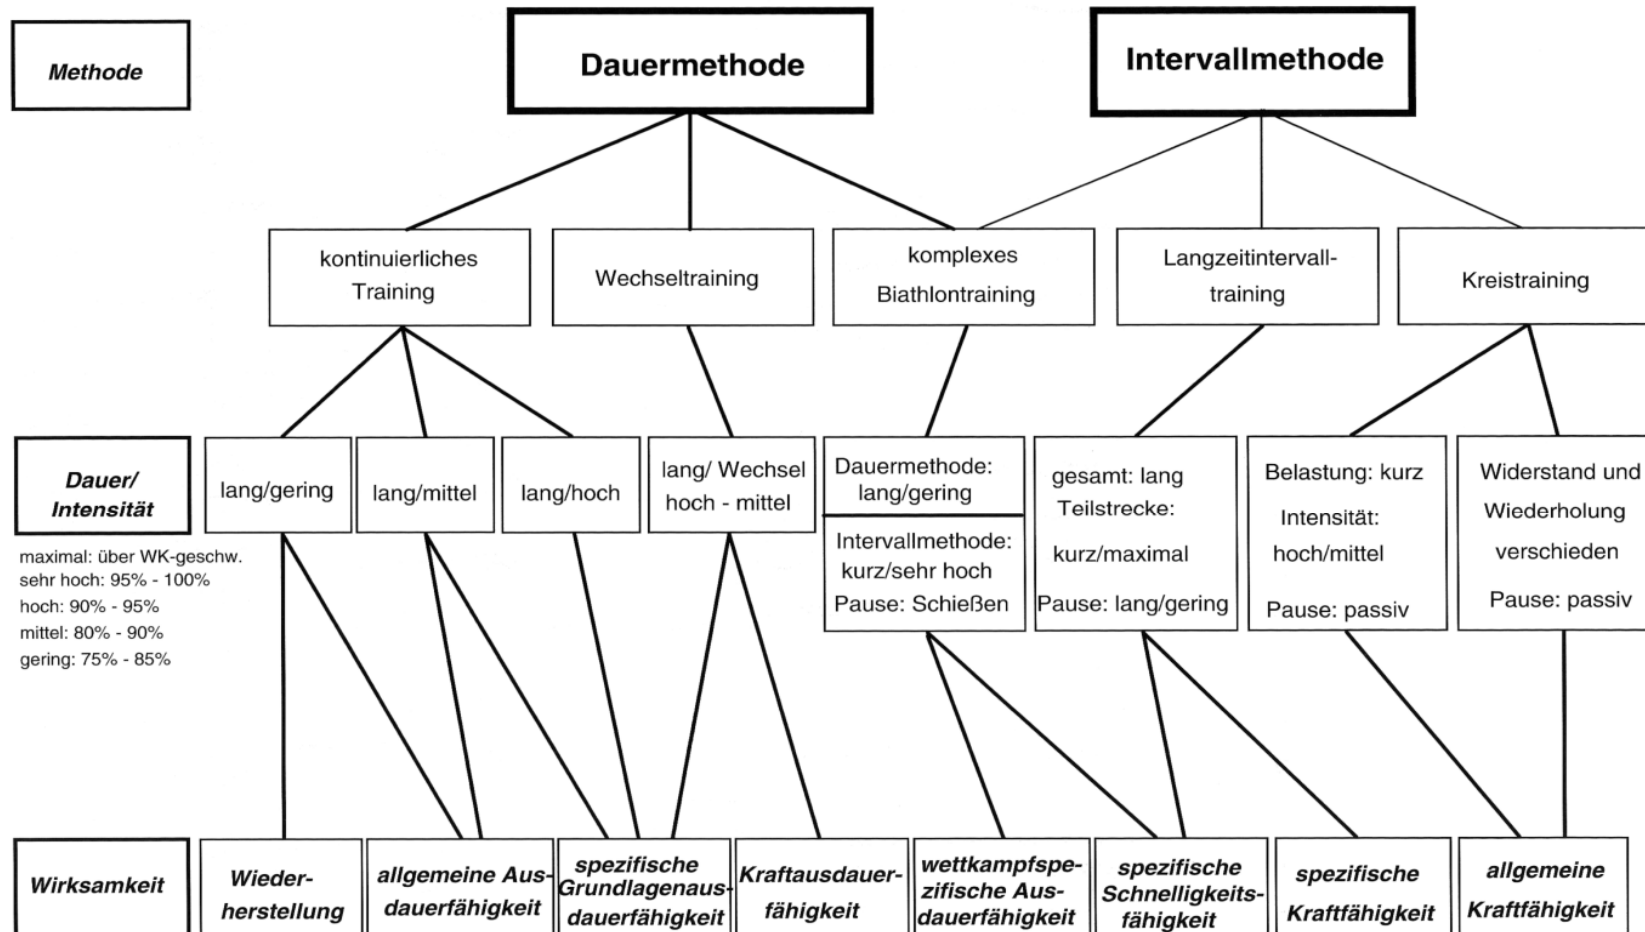 Methode
Dauermethode
Intervallmethode
kontinuierliches
Training
Wechseltraining
komplexes
Biathlontraining
Langzeitintervall-
training
Kreistraining
Dauer/
Intensität
lang/gering
lang/mittel
lang/hoch
lang/ Wechsel
hoch - mittel
Dauermethode:
lang/gering
Intervallmethode:
kurz/sehr hoch
Pause: Schießen
gesamt: lang
Teilstrecke:
kurz/maximal
Pause: lang/gering
Belastung: kurz
Intensität:
hoch/mittel
Pause: passiv
Widerstand und
Wiederholung
verschieden
Pause: passiv
maximal: über WK-geschw.
sehr hoch: 95% - 100%
hoch: 90% - 95%
mittel: 80% - 90%
gering: 75% - 85%
Wirksamkeit
Wieder-
herstellung
allgemeine Aus-
dauerfähigkeit
spezifische
Grundlagenaus-
dauerfähigkeit
Kraftausdauer-
fähigkeit
wettkampfspe-
zifische Aus-
dauerfähigkeit
spezifische
Schnelligkeits-
fähigkeit
spezifische
Kraftfähigkeit
allgemeine
Kraftfähigkeit